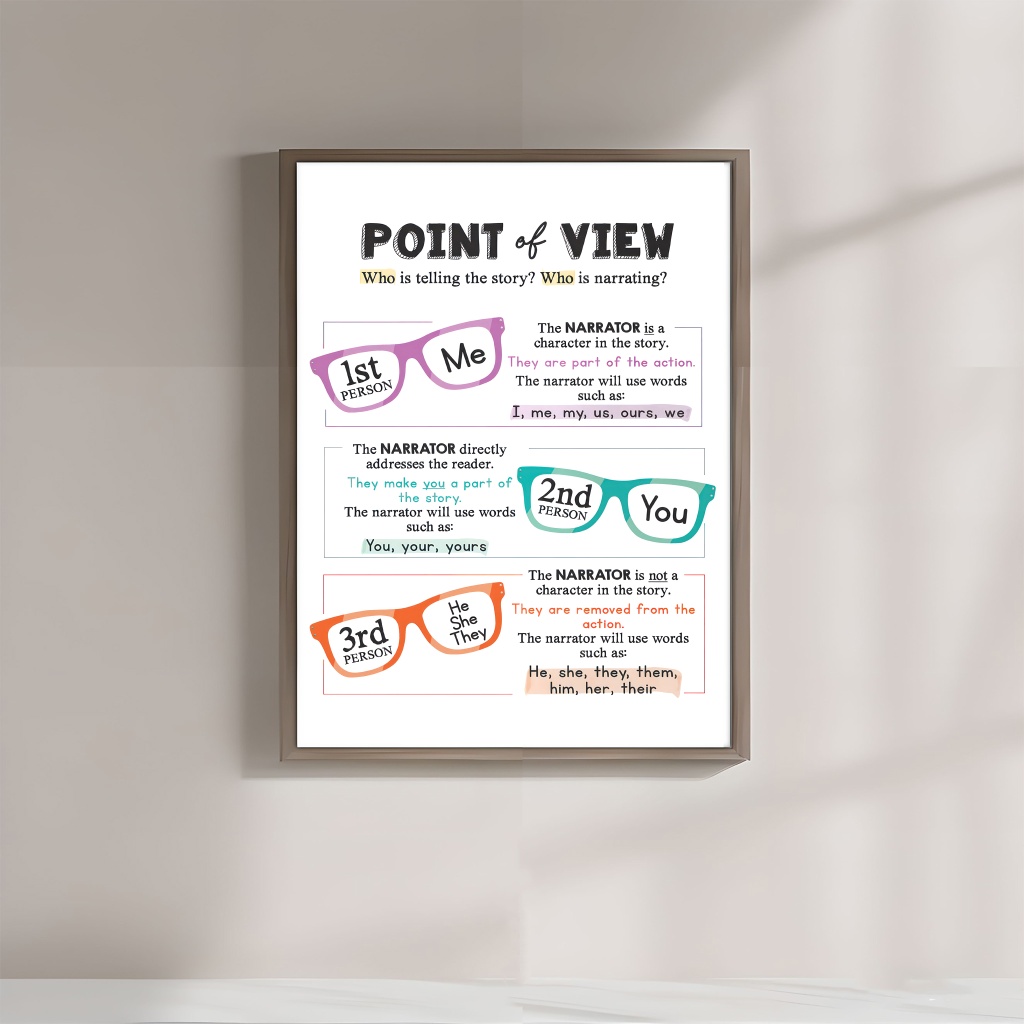 POINT of VIEW
Who is telling the story? Who is narrating?
1st
PERSON
Me
The NARRATOR is a
character in the story.
They are part of the action.
The narrator will use words
such as:
I, me, my, us, ours, we
The NARRATOR directly
addresses the reader.
They make you a part of
the story.
The narrator will use words
such as:
You, your, yours
2nd
PERSON
You
3rd
PERSON
He
She
They
The NARRATOR is not a
character in the story.
They are removed from the
action.
The narrator will use words
such as:
He, she, they, them,
him, her, their